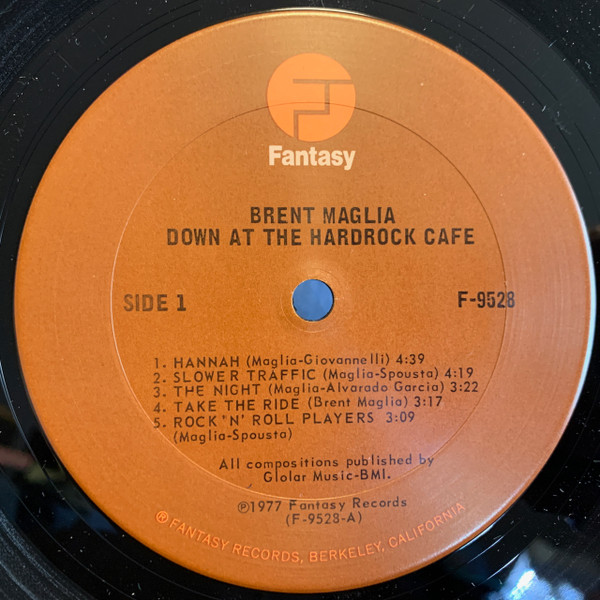 Fantasy
BRENT MAGLIA
DOWN AT THE HARDROCK CAFE
SIDE 1
F-9528
1. HANNAH (Maglia-Giovannelli) 4:39
2. SLOWER TRAFFIC (Maglia-Spousta) 4:19
3. THE NIGHT (Maglia-Alvarado Garcia) 3:22
4. TAKE THE RIDE (Brent Maglia) 3:17
5. ROCK 'N' ROLL PLAYERS 3:09
(Maglia-Spousta)
All compositions published by
Glolar Music-BMI.
℗1977 Fantasy Records
(F-9528-A)
®FANTASY RECORDS, BERKELEY, CALIFORNIA